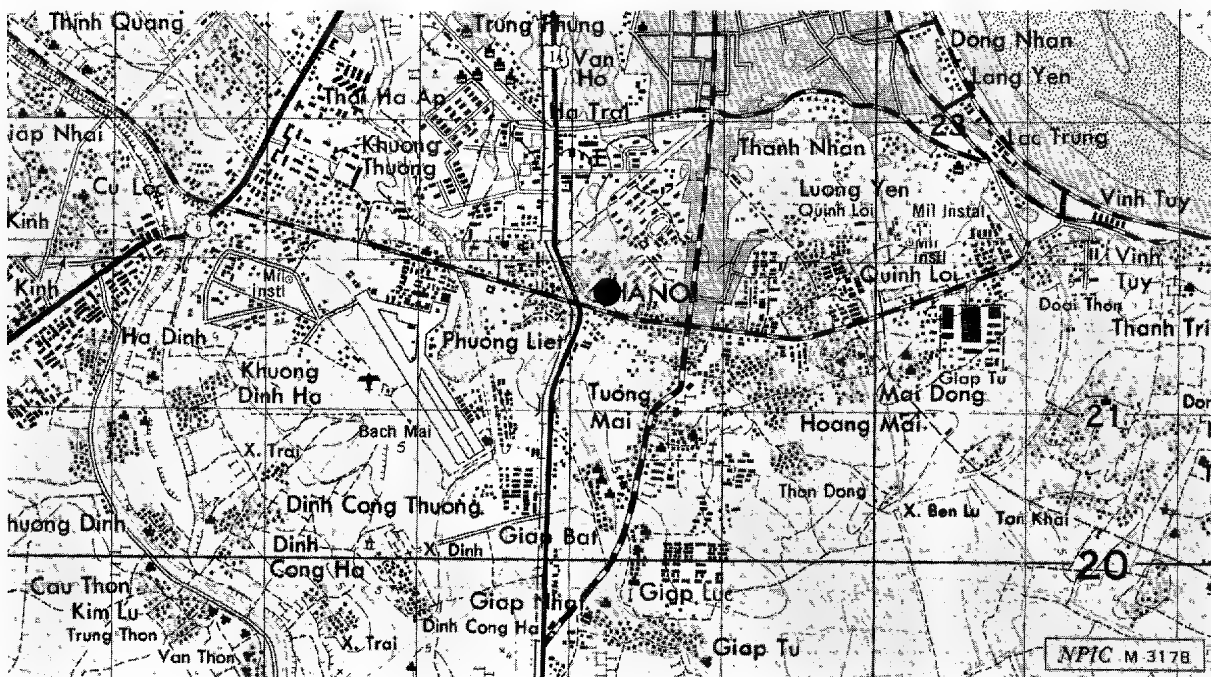 Thinh Quang
Trung Phung
1A
Van
Ho
Dong Nhan
Lang Yen
Thai Ha Ap
Ha Trai
23
Lac Trung
Giap Nhai
Khuong
Thuong
Thanh Nhan
Cu Loc
Luong Yen
Quinh Loi
Mil Instal
Vinh Tuy
Kinh
6
Mil
Instl
Quinh Loi
Vinh
Tuy
Kinh
Mil
Instl
HANOI
Doai Thon
Thanh Tri
Ha Dinh
Phuong Liet
Khuong
Dinh Ha
Giap Tu
Tuong
Mai
Mai Dong
Hoang Mai
21
Bach Mai
5
X. Trai
Dinh Cong Thuong
Thon Dong
X. Ben Lu
Tan Khai
huong Dinh
Giap Bat
X. Dinh
Dinh
Cong Ha
20
Cau Thon
Kim Lu
Trung Thon
Giap Nhat
Giap Luc
Dinh Cong Ha
Van Thon
X. Trai
Giap Tu
NPIC M-3178